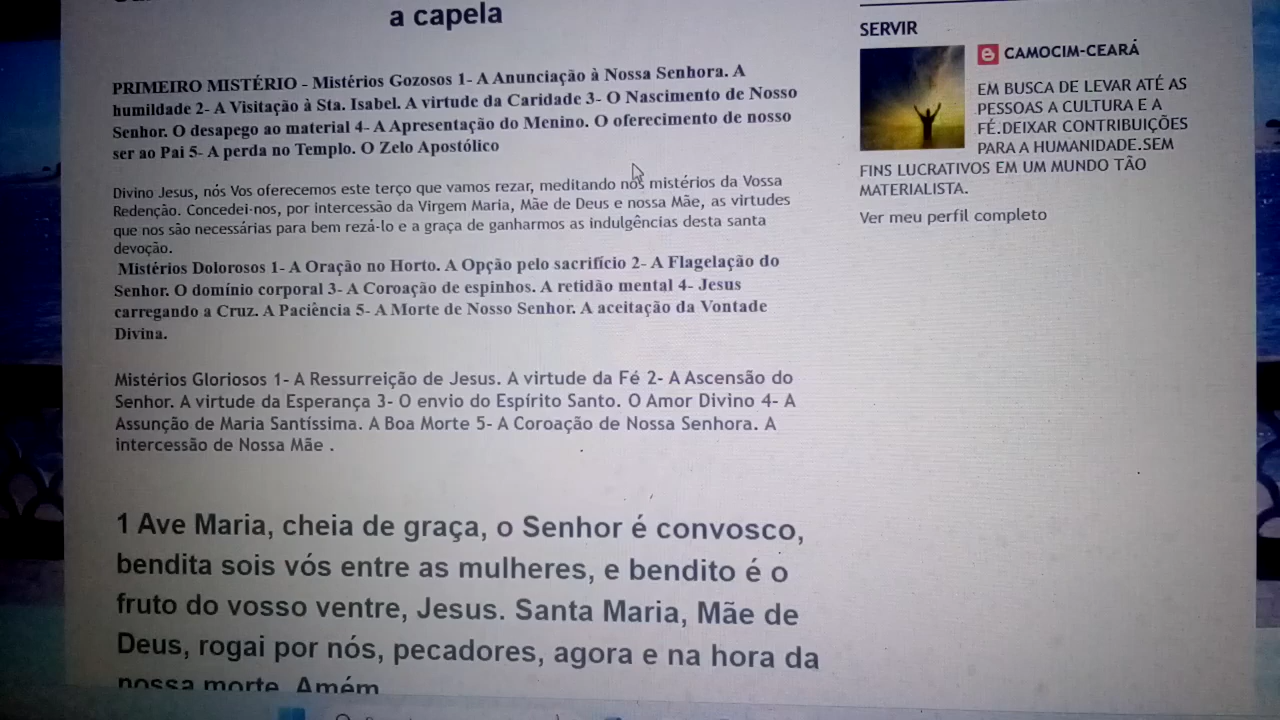 a capela
PRIMEIRO MISTÉRIO - Mistérios Gozosos 1- A Anunciação à Nossa Senhora. A
humildade 2- A Visitação à Sta. Isabel. A virtude da Caridade 3- O Nascimento de Nosso
Senhor. O desapego ao material 4- A Apresentação do Menino. O oferecimento de nosso
ser ao Pai 5- A perda no Templo. O Zelo Apostólico
Divino Jesus, nós Vos oferecemos este terço que vamos rezar, meditando nos mistérios da Vossa
Redenção. Concedei-nos, por intercessão da Virgem Maria, Mãe de Deus e nossa Mãe, as virtudes
que nos são necessárias para bem rezá-lo e a graça de ganharmos as indulgências desta santa
devoção.
Mistérios Dolorosos 1- A Oração no Horto. A Opção pelo sacrifício 2- A Flagelação do
Senhor. O domínio corporal 3- A Coroação de espinhos. A retidão mental 4- Jesus
carregando a Cruz. A Paciência 5- A Morte de Nosso Senhor. A aceitação da Vontade
Divina.
Mistérios Gloriosos 1- A Ressurreição de Jesus. A virtude da Fé 2- A Ascensão do
Senhor. A virtude da Esperança 3- O envio do Espírito Santo. O Amor Divino 4- A
Assunção de Maria Santíssima. A Boa Morte 5- A Coroação de Nossa Senhora. A
intercessão de Nossa Mãe .
1 Ave Maria, cheia de graça, o Senhor é convosco,
bendita sois vós entre as mulheres, e bendito é o
fruto do vosso ventre, Jesus. Santa Maria, Mãe de
Deus, rogai por nós, pecadores, agora e na hora da
nossa morte. Amém
SERVIR
CAMOCIM-CEARÁ
EM BUSCA DE LEVAR ATÉ AS
PESSOAS A CULTURA E A
FÉ.DEIXAR CONTRIBUIÇÕES
PARA A HUMANIDADE.SEM
FINS LUCRATIVOS EM UM MUNDO TÃO
MATERIALISTA.
Ver meu perfil completo